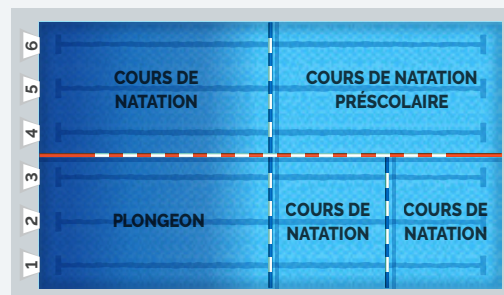 6
5
4
3
2
1
COURS DE
NATATION
COURS DE NATATION
PRÉSCOLAIRE
PLONGEON
COURS DE
NATATION
COURS DE
NATATION